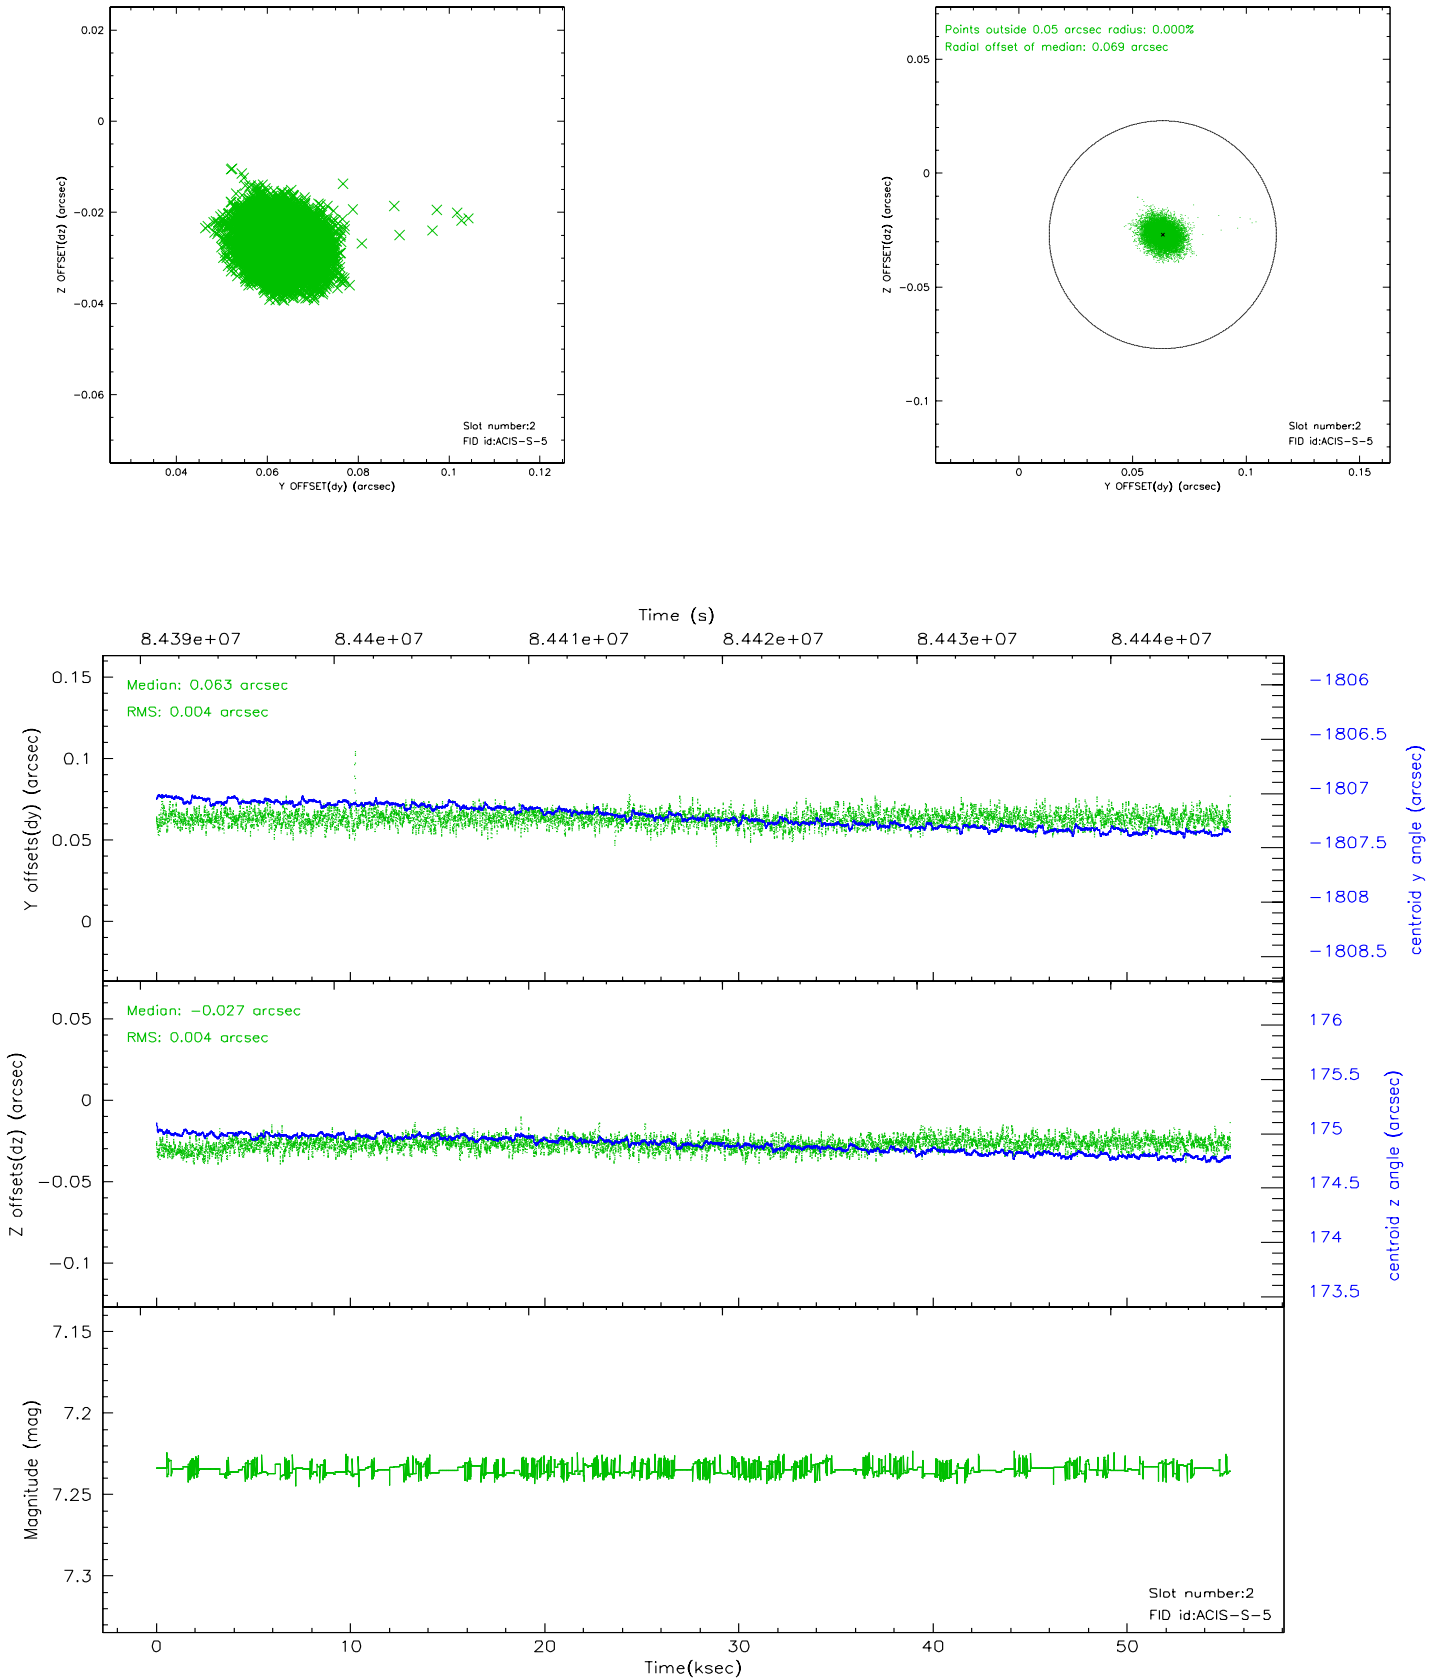 0.02
0
-0.02
-0.04
-0.06
Z OFFSET(dz) (arcsec)
Slot number:2
FID id:ACIS-S-5
0.04 0.06 0.08 0.1 0.12
Y OFFSET(dy) (arcsec)
Points outside 0.05 arcsec radius: 0.000%
Radial offset of median: 0.069 arcsec
0.05
0
-0.05
-0.1
Z OFFSET(dz) (arcsec)
Slot number:2
FID id:ACIS-S-5
0 0.05 0.1 0.15
Y OFFSET(dy) (arcsec)
Time (s)
8.439e+07 8.44e+07 8.441e+07 8.442e+07 8.443e+07 8.444e+07
0.15
0.1
0.05
0
Y offsets(dy) (arcsec)
Median: 0.063 arcsec
RMS: 0.004 arcsec
-1806
-1806.5
-1807
-1807.5
-1808
-1808.5
centroid y angle (arcsec)
0.05
0
-0.05
-0.1
Z offsets(dz) (arcsec)
Median: -0.027 arcsec
RMS: 0.004 arcsec
176
175.5
175
174.5
174
173.5
centroid z angle (arcsec)
7.15
7.2
7.25
7.3
Magnitude (mag)
Slot number:2
FID id:ACIS-S-5
0 10 20 30 40 50
Time(ksec)